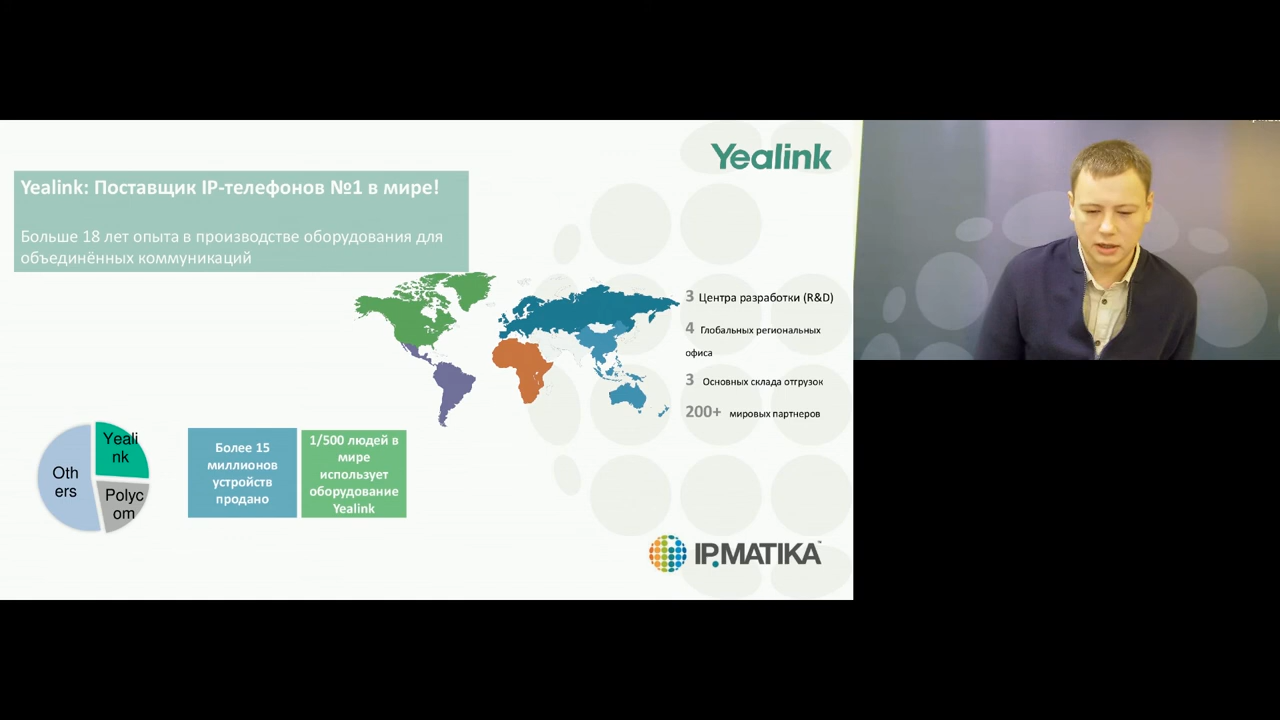 Yealink
Yealink: Поставщик IP-телефонов №1 в мире!
Больше 18 лет опыта в производстве оборудования для
объединённых коммуникаций
3 Центра разработки (R&D)
4 Глобальных региональных
офиса
3 Основных склада отгрузок
200+ мировых партнеров
Yeali
nk
Oth
ers
Polyc
om
Более 15
миллионов
устройств
продано
1/500 людей в
мире
использует
оборудование
Yealink
IPMATIKA™